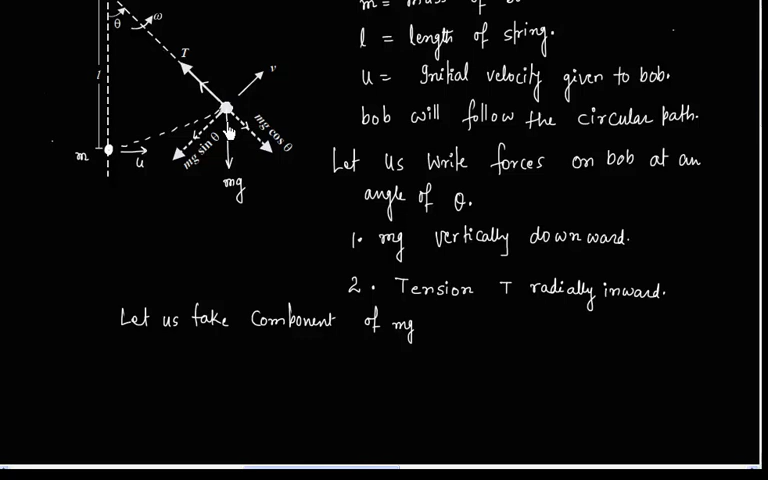 m = mass of
l = length of string.
u = Initial velocity given to bob.
bob will follow the circular path.
Let us write forces on bob at an
angle of θ.
1. mg vertically downward.
2. Tension T radially inward.
Let us take component of mg
θ
ω
T
v
l
m
u
mg sin θ
mg cos θ
mg